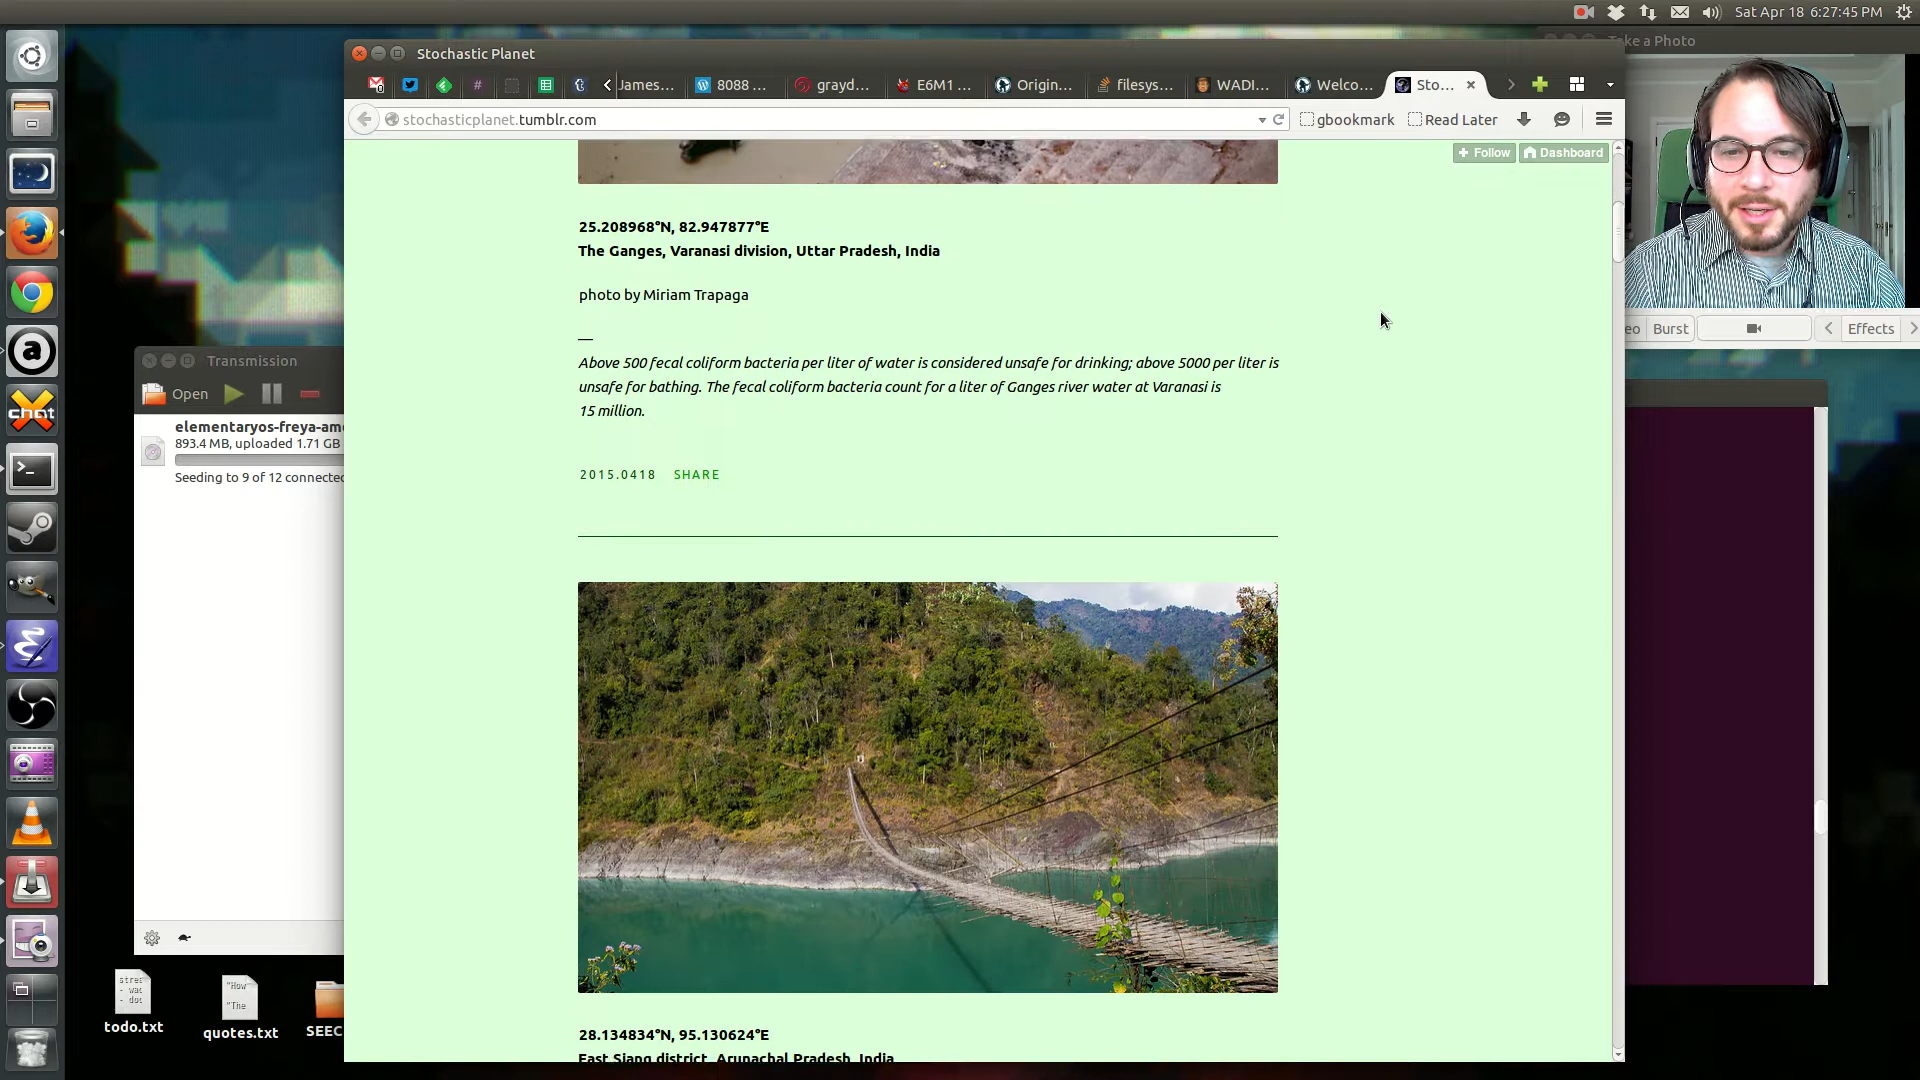 Sat Apr 18 6:27:45 PM
Take a Photo
Stochastic Planet
James...
8088 ...
grayd...
E6M1 ...
Origin...
filesys...
WADI...
Welco...
Sto...
stochasticplanet.tumblr.com
gbookmark
Read Later
+ Follow
Dashboard
25.208968°N, 82.947877°E
The Ganges, Varanasi division, Uttar Pradesh, India
photo by Miriam Trapaga
—
Above 500 fecal coliform bacteria per liter of water is considered unsafe for drinking; above 5000 per liter is
unsafe for bathing. The fecal coliform bacteria count for a liter of Ganges river water at Varanasi is
15 million.
2015.0418 SHARE
28.134834°N, 95.130624°E
East Siang district, Arunachal Pradesh, India
eo
Burst
Effects
Transmission
Open
elementaryos-freya-am
893.4 MB, uploaded 1.71 GB
Seeding to 9 of 12 connecte
chat
"How
"The
todo.txt
quotes.txt
SEEC